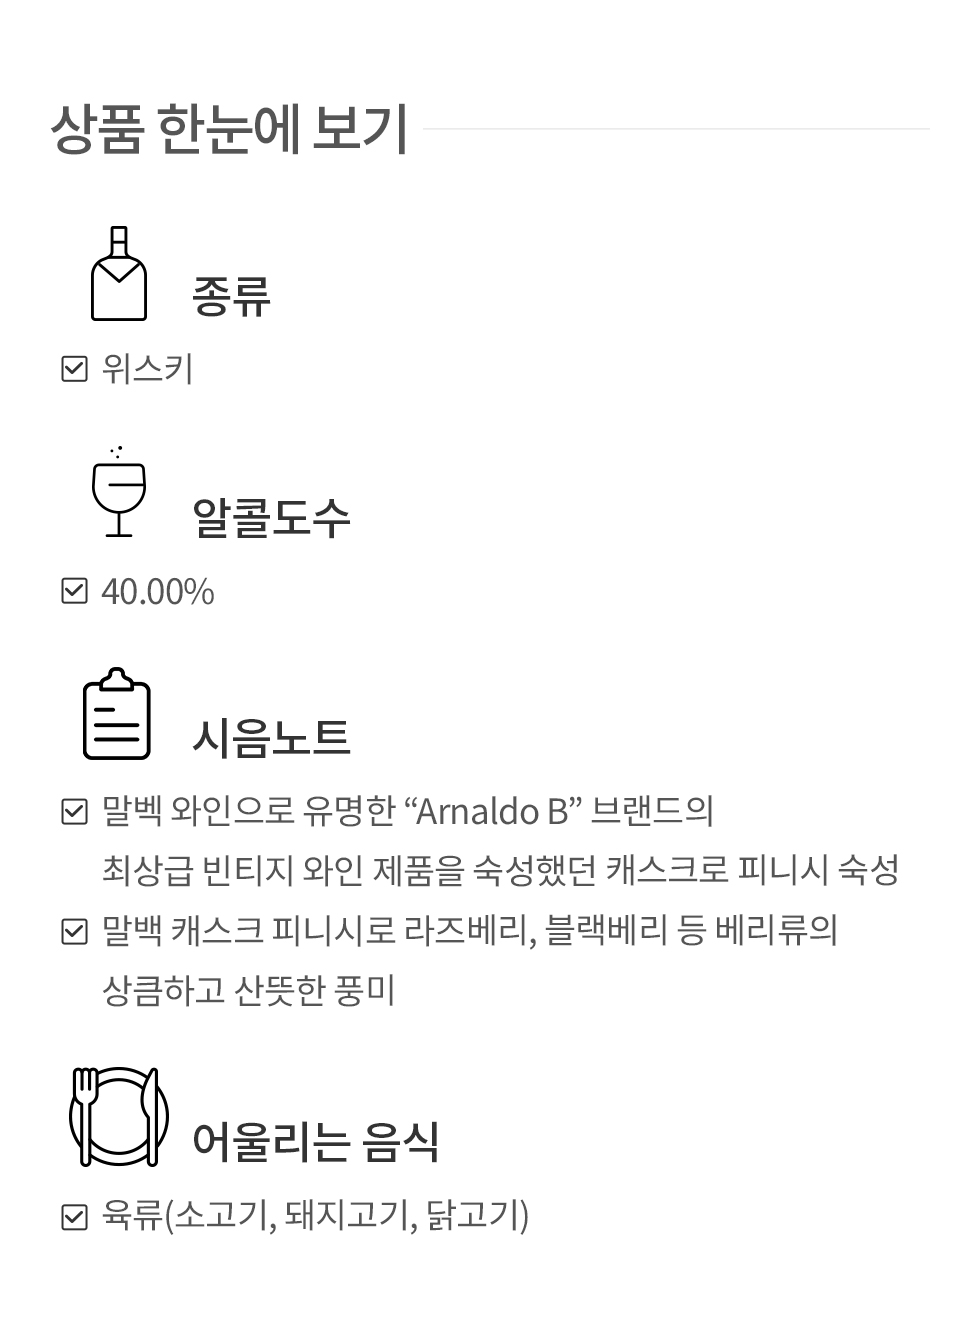 상품 한눈에 보기
종류
위스키
알콜도수
40.00%
시음노트
말벡 와인으로 유명한 “Arnaldo B” 브랜드의
최상급 빈티지 와인 제품을 숙성했던 캐스크로 피니시 숙성
말백 캐스크 피니시로 라즈베리, 블랙베리 등 베리류의
상큼하고 산뜻한 풍미
어울리는 음식
육류(소고기, 돼지고기, 닭고기)